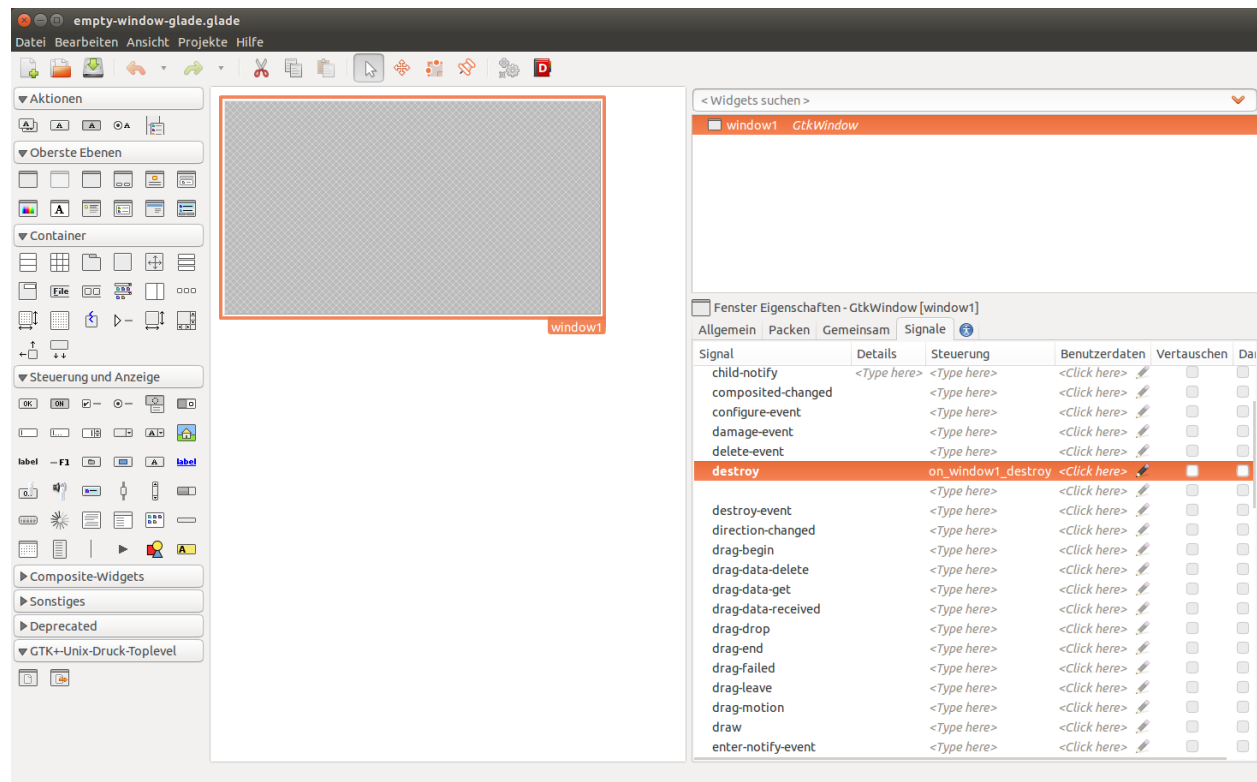 empty-window-glade.glade
Datei Bearbeiten Ansicht Projekte Hilfe
Aktionen
Oberste Ebenen
Container
File
Steuerung und Anzeige
OK ON
label F1 label
Composite-Widgets
Sonstiges
Deprecated
GTK+-Unix-Druck-Toplevel
window1
< Widgets suchen >
window1 GtkWindow
Fenster Eigenschaften - GtkWindow [window1]
Allgemein Packen Gemeinsam Signale
Signal Details Steuerung Benutzerdaten Vertauschen Da
child-notify <Type here> <Type here> <Click here>
composited-changed <Type here> <Click here>
configure-event <Type here> <Click here>
damage-event <Type here> <Click here>
delete-event <Type here> <Click here>
destroy on_window1_destroy <Click here>
<Type here> <Click here>
destroy-event <Type here> <Click here>
direction-changed <Type here> <Click here>
drag-begin <Type here> <Click here>
drag-data-delete <Type here> <Click here>
drag-data-get <Type here> <Click here>
drag-data-received <Type here> <Click here>
drag-drop <Type here> <Click here>
drag-end <Type here> <Click here>
drag-failed <Type here> <Click here>
drag-leave <Type here> <Click here>
drag-motion <Type here> <Click here>
draw <Type here> <Click here>
enter-notify-event <Type here> <Click here>